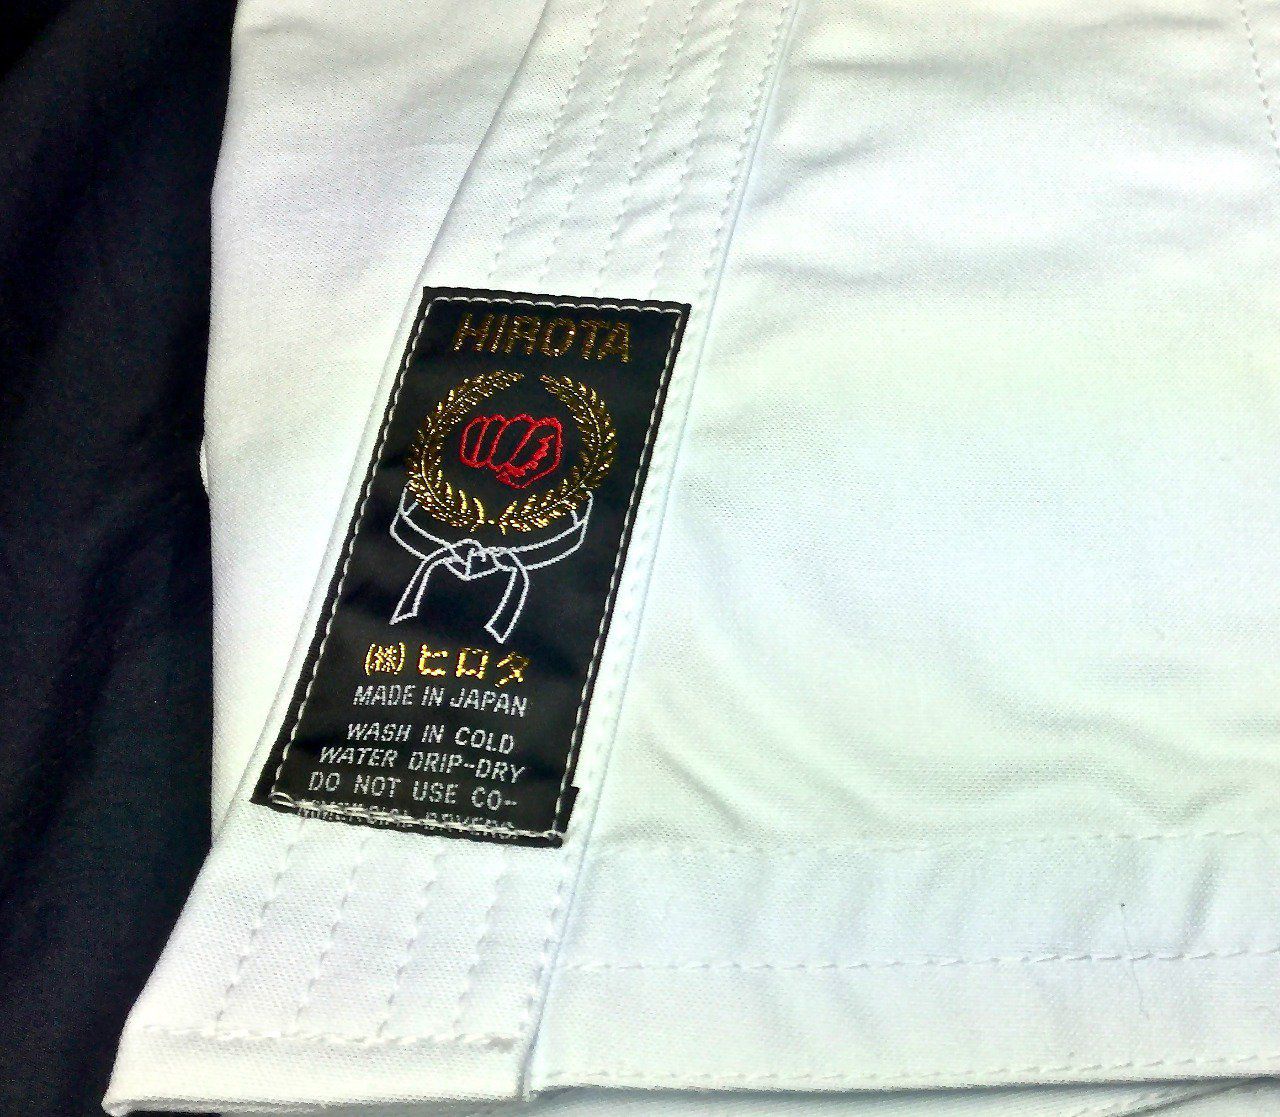 HIROTA
(株)ヒロタ
MADE IN JAPAN
WASH IN COLD
WATER DRIP-DRY
DO NOT USE CO-